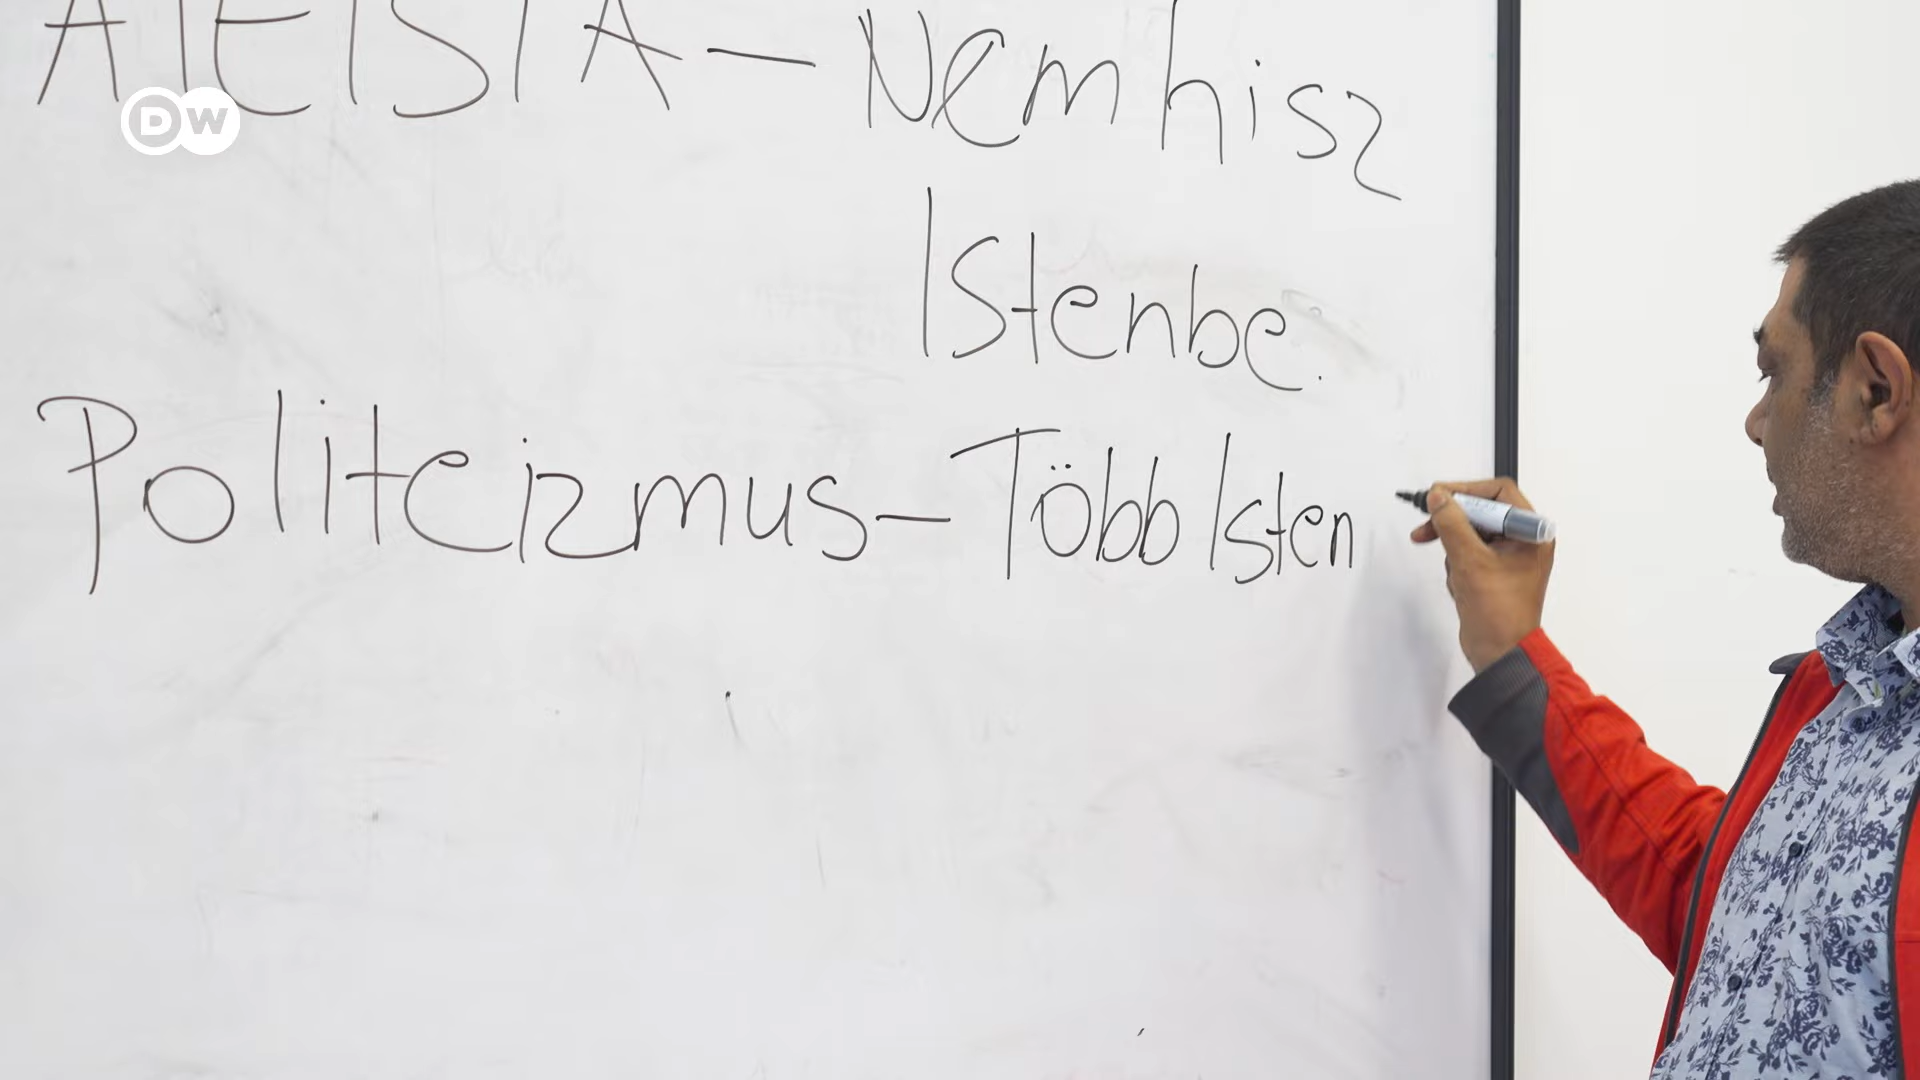 ATEISTA - Nem hisz
Istenbe.
Politeizmus - Több Isten
DW